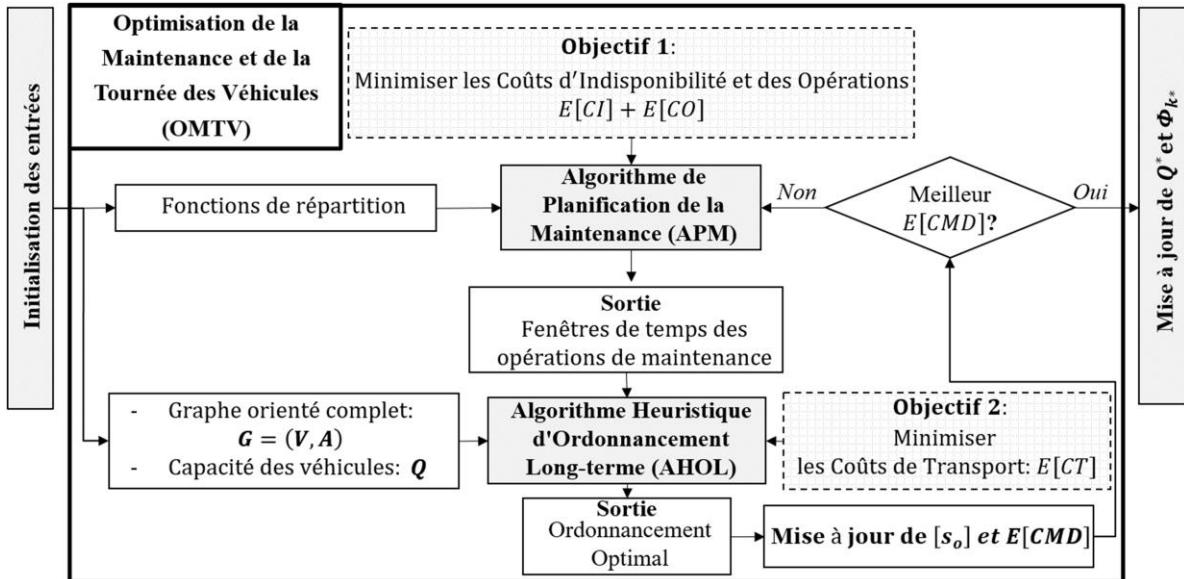 Initialisation des entrées
Optimisation de la
Maintenance et de la
Tournée des Véhicules
(OMTV)
Objectif 1:
Minimiser les Coûts d'Indisponibilité et des Opérations
E[CI] + E[CO]
Fonctions de répartition
Algorithme de
Planification de la
Maintenance (APM)
Non
Meilleur
E[CMD]?
Oui
Mise à jour de Q* et Φk*
Sortie
Fenêtres de temps des
opérations de maintenance
- Graphe orienté complet:
G = (V, A)
- Capacité des véhicules: Q
Algorithme Heuristique
d'Ordonnancement
Long-terme (AHOL)
Objectif 2:
Minimiser
les Coûts de Transport: E[CT]
Sortie
Ordonnancement
Optimal
Mise à jour de [so] et E[CMD]